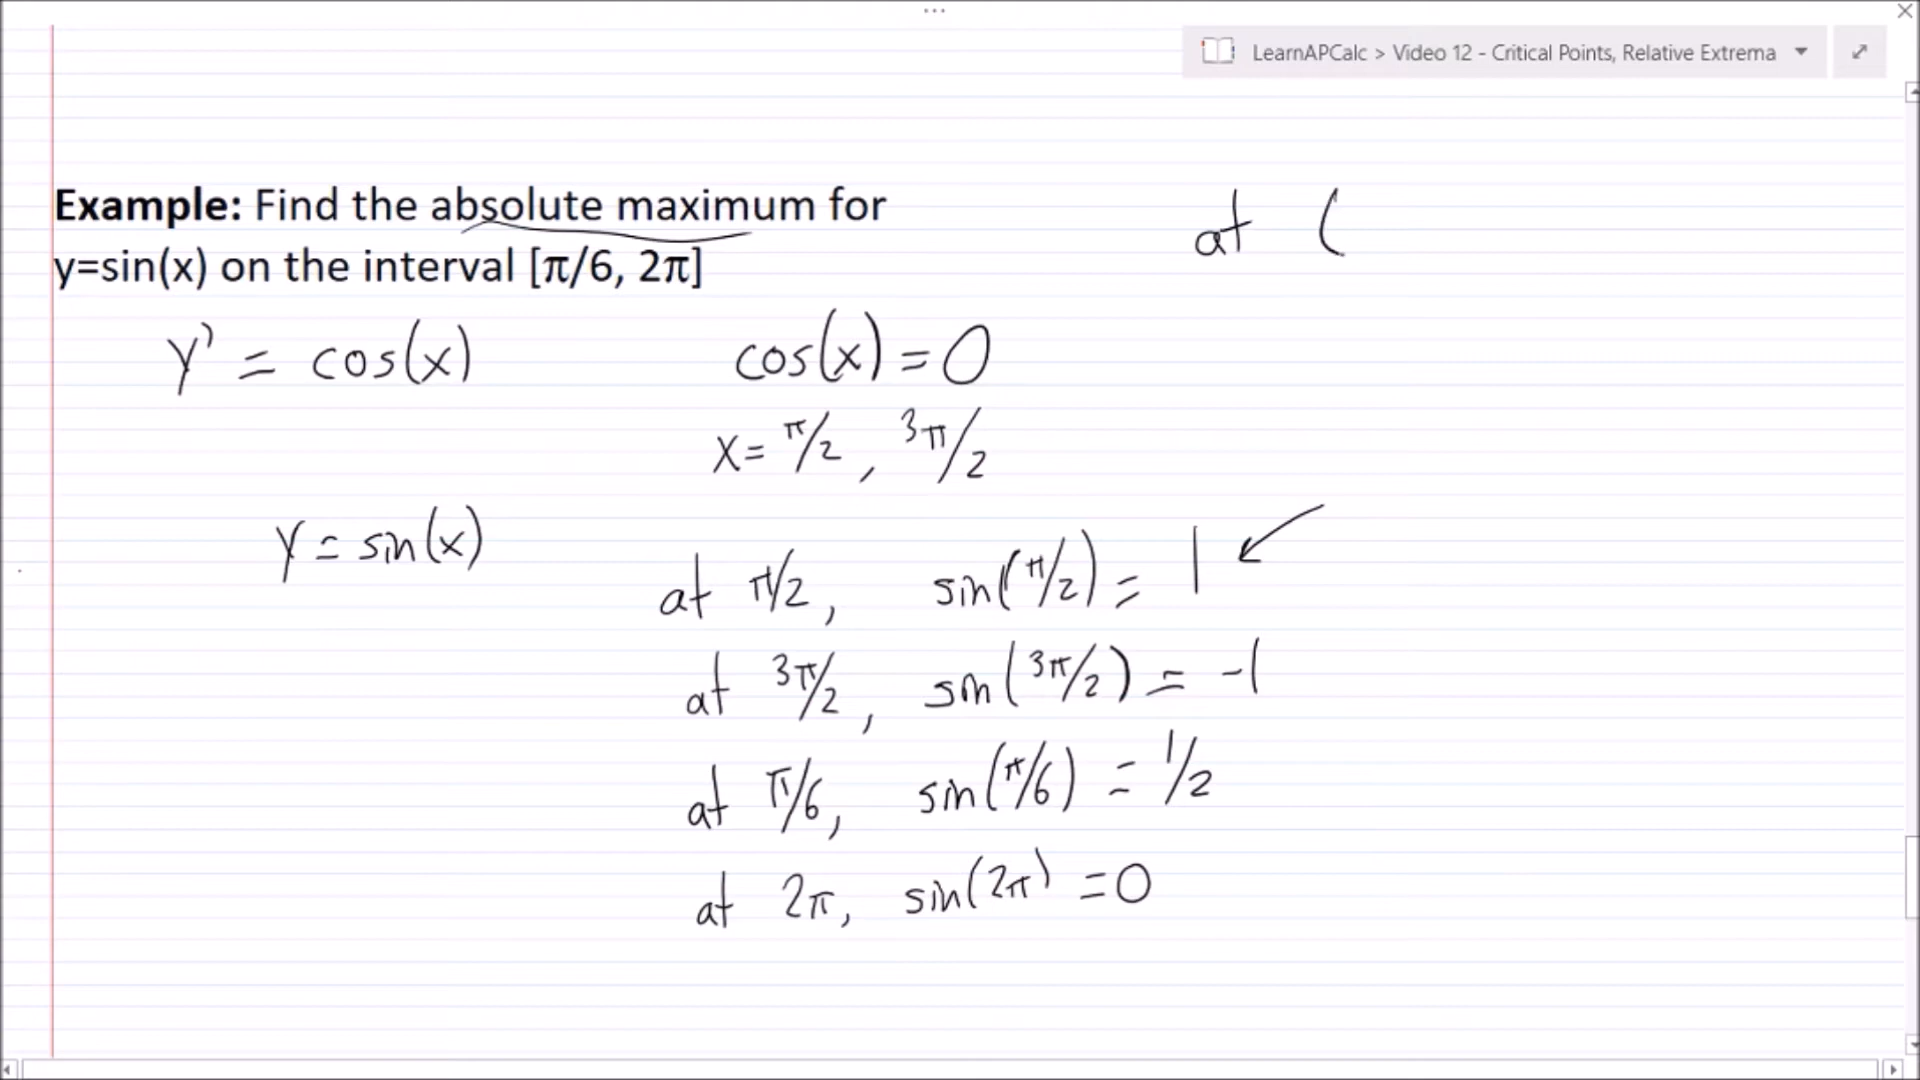 LearnAPCalc > Video 12 - Critical Points, Relative Extrema
Example: Find the absolute maximum for
y=sin(x) on the interval [π/6, 2π]
at (
y' = cos(x)
cos(x) = 0
x = π/2, 3π/2
y = sin(x)
at π/2, sin(π/2) = 1
at 3π/2, sin(3π/2) = -1
at π/6, sin(π/6) = 1/2
at 2π, sin(2π) = 0